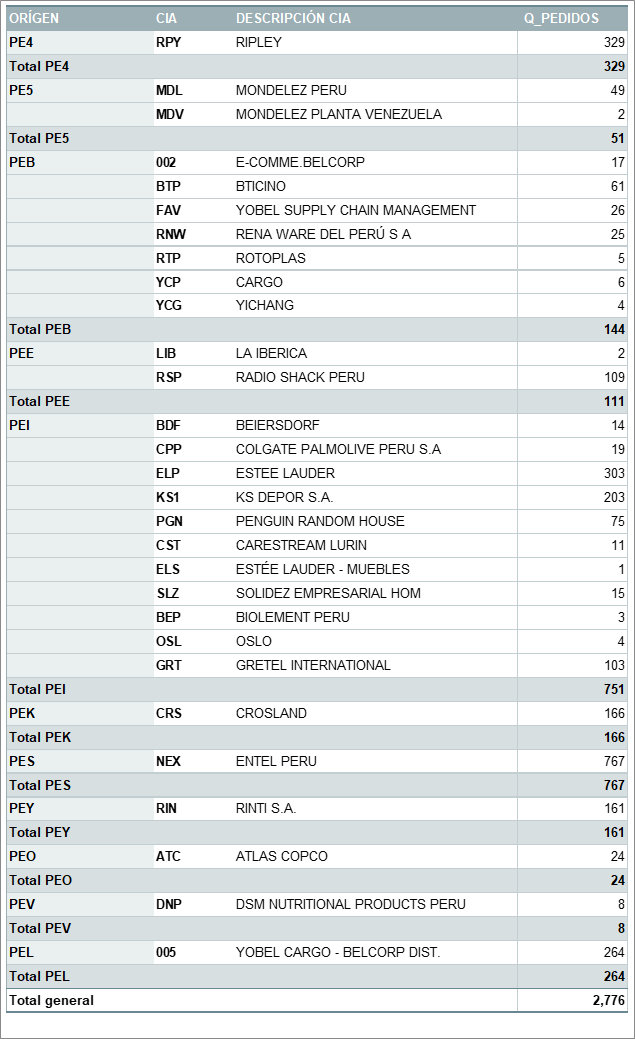 ORÍGEN CIA DESCRIPCIÓN CIA Q_PEDIDOS
PE4 RPY RIPLEY 329
Total PE4 329
PE5 MDL MONDELEZ PERU 49
MDV MONDELEZ PLANTA VENEZUELA 2
Total PE5 51
PEB 002 E-COMME.BELCORP 17
BTP BTICINO 61
FAV YOBEL SUPPLY CHAIN MANAGEMENT 26
RNW RENA WARE DEL PERÚ S A 25
RTP ROTOPLAS 5
YCP CARGO 6
YCG YICHANG 4
Total PEB 144
PEE LIB LA IBERICA 2
RSP RADIO SHACK PERU 109
Total PEE 111
PEI BDF BEIERSDORF 14
CPP COLGATE PALMOLIVE PERU S.A 19
ELP ESTEE LAUDER 303
KS1 KS DEPOR S.A. 203
PGN PENGUIN RANDOM HOUSE 75
CST CARESTREAM LURIN 11
ELS ESTÉE LAUDER - MUEBLES 1
SLZ SOLIDEZ EMPRESARIAL HOM 15
BEP BIOLEMENT PERU 3
OSL OSLO 4
GRT GRETEL INTERNATIONAL 103
Total PEI 751
PEK CRS CROSLAND 166
Total PEK 166
PES NEX ENTEL PERU 767
Total PES 767
PEY RIN RINTI S.A. 161
Total PEY 161
PEO ATC ATLAS COPCO 24
Total PEO 24
PEV DNP DSM NUTRITIONAL PRODUCTS PERU 8
Total PEV 8
PEL 005 YOBEL CARGO - BELCORP DIST. 264
Total PEL 264
Total general 2,776